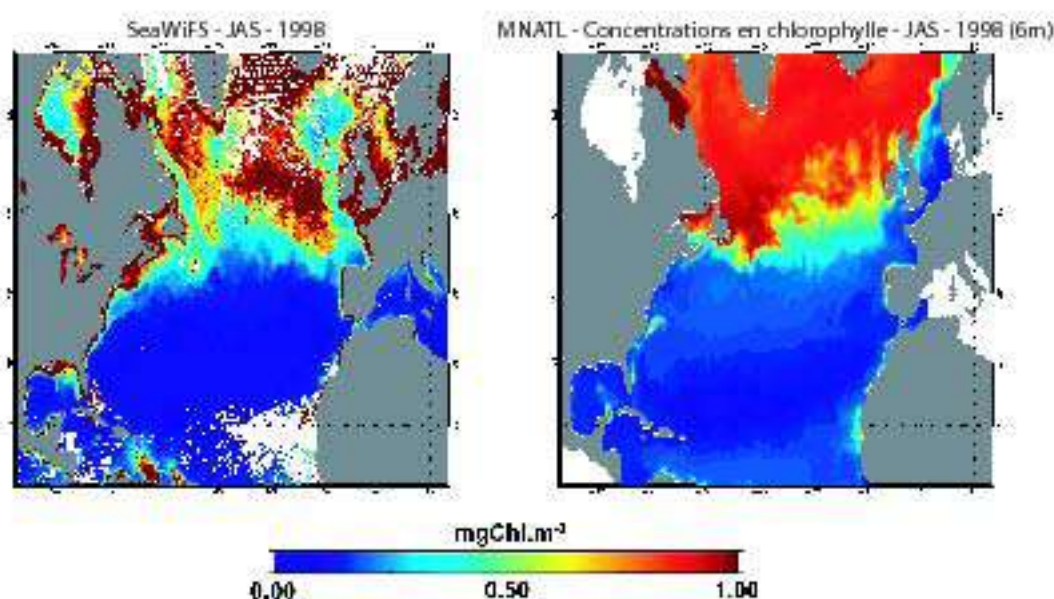 SeaWiFS - JAS - 1998
MNATL - Concentrations en chlorophylle - JAS - 1998 (6m)
mgChl.m⁻³
0.00 0.50 1.00